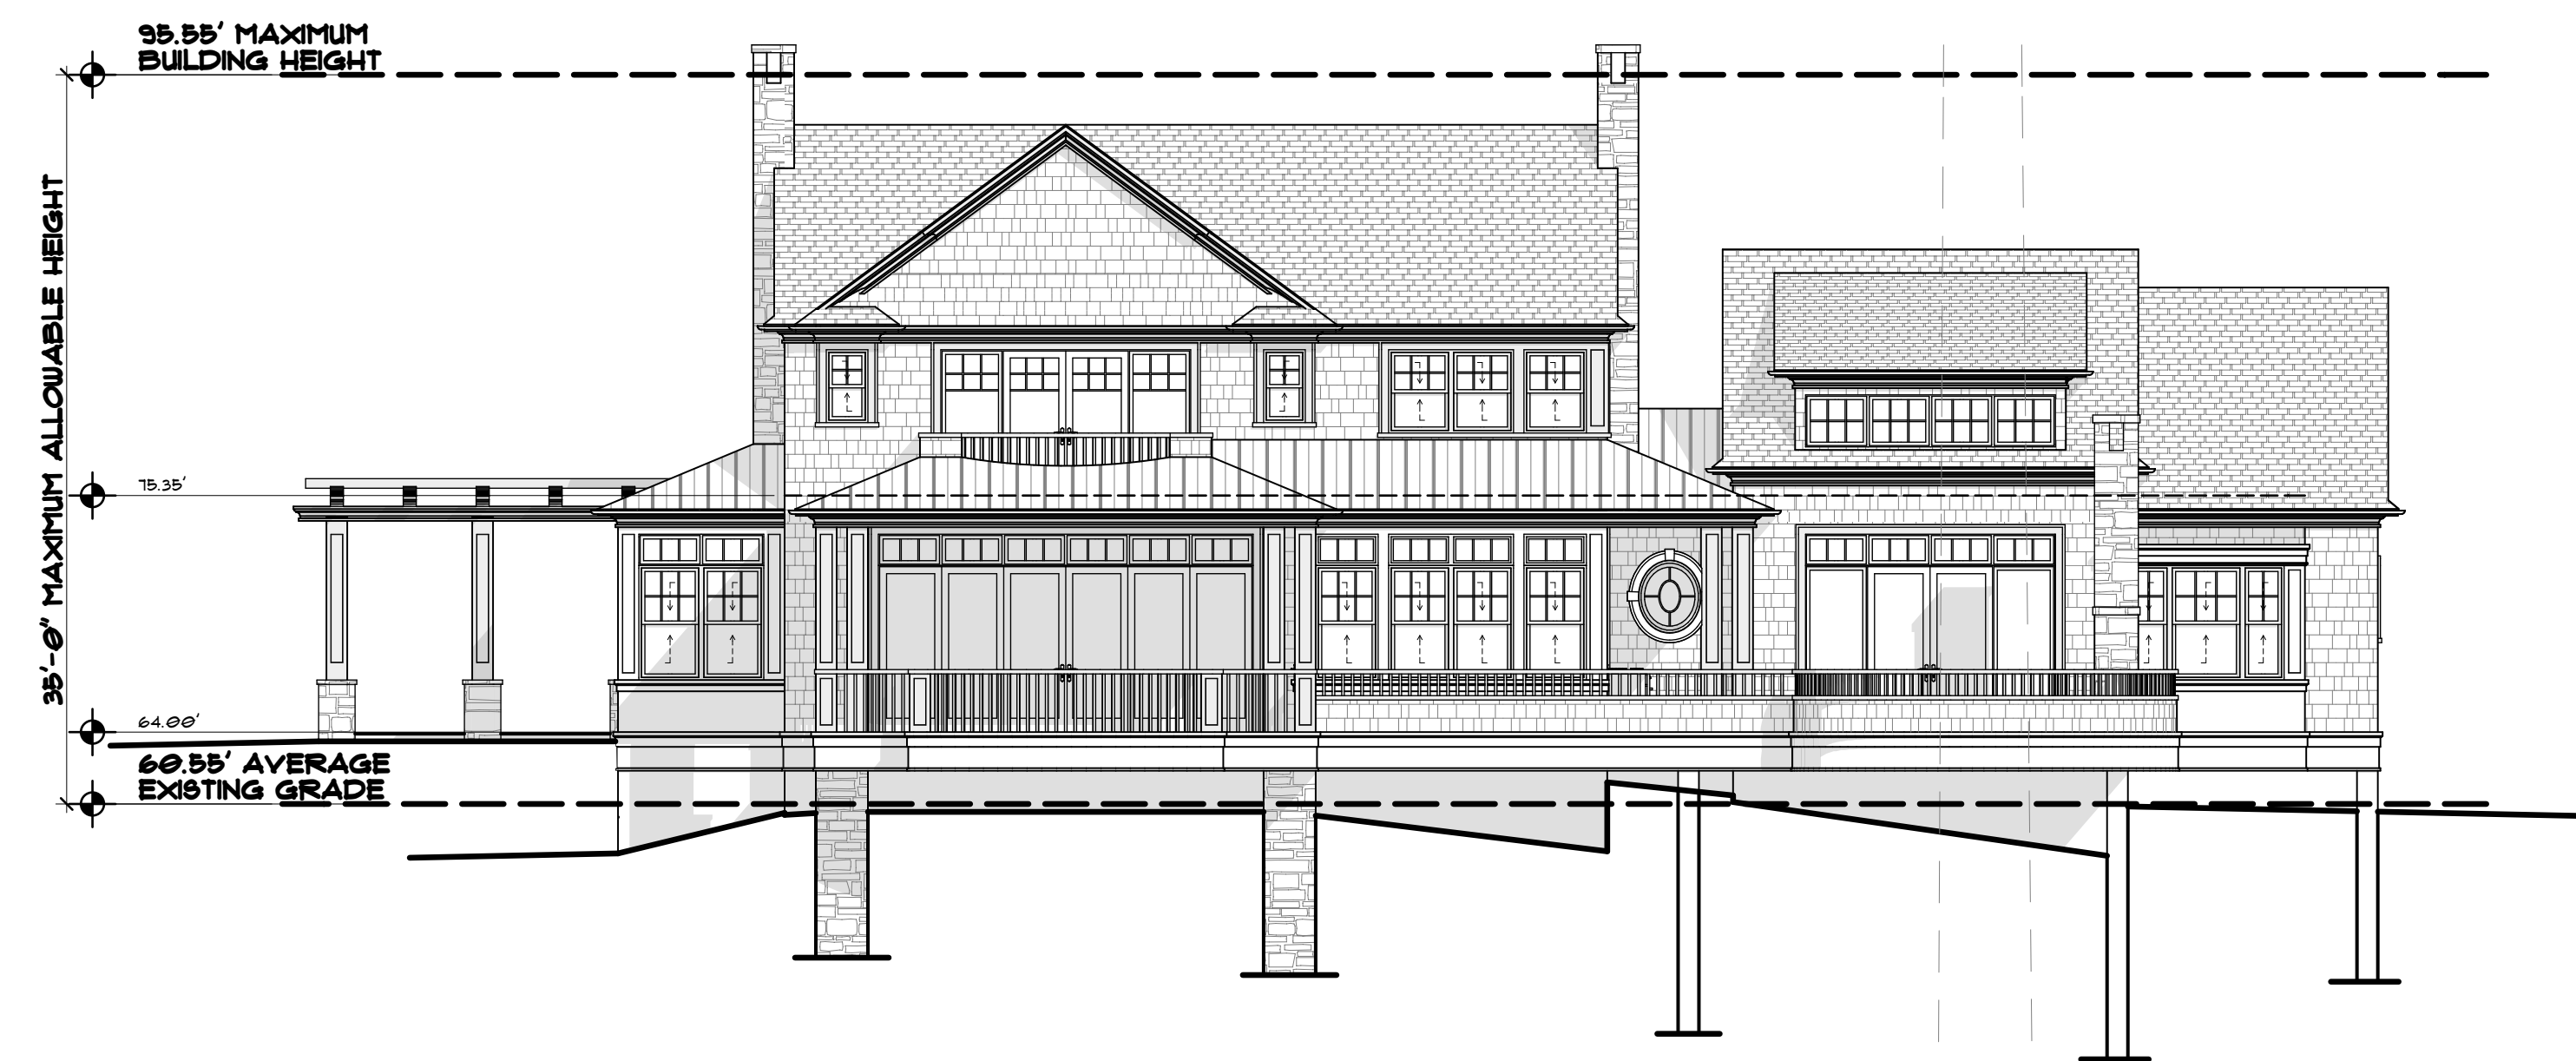 95.55' MAXIMUM
BUILDING HEIGHT
35'-0" MAXIMUM ALLOWABLE HEIGHT
75.35'
64.00'
60.55' AVERAGE
EXISTING GRADE